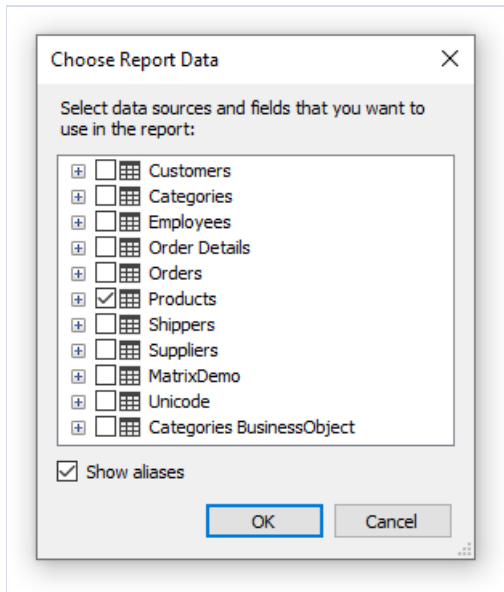 Choose Report Data
Select data sources and fields that you want to
use in the report:
Customers
Categories
Employees
Order Details
Orders
Products
Shippers
Suppliers
MatrixDemo
Unicode
Categories BusinessObject
Show aliases
OK
Cancel